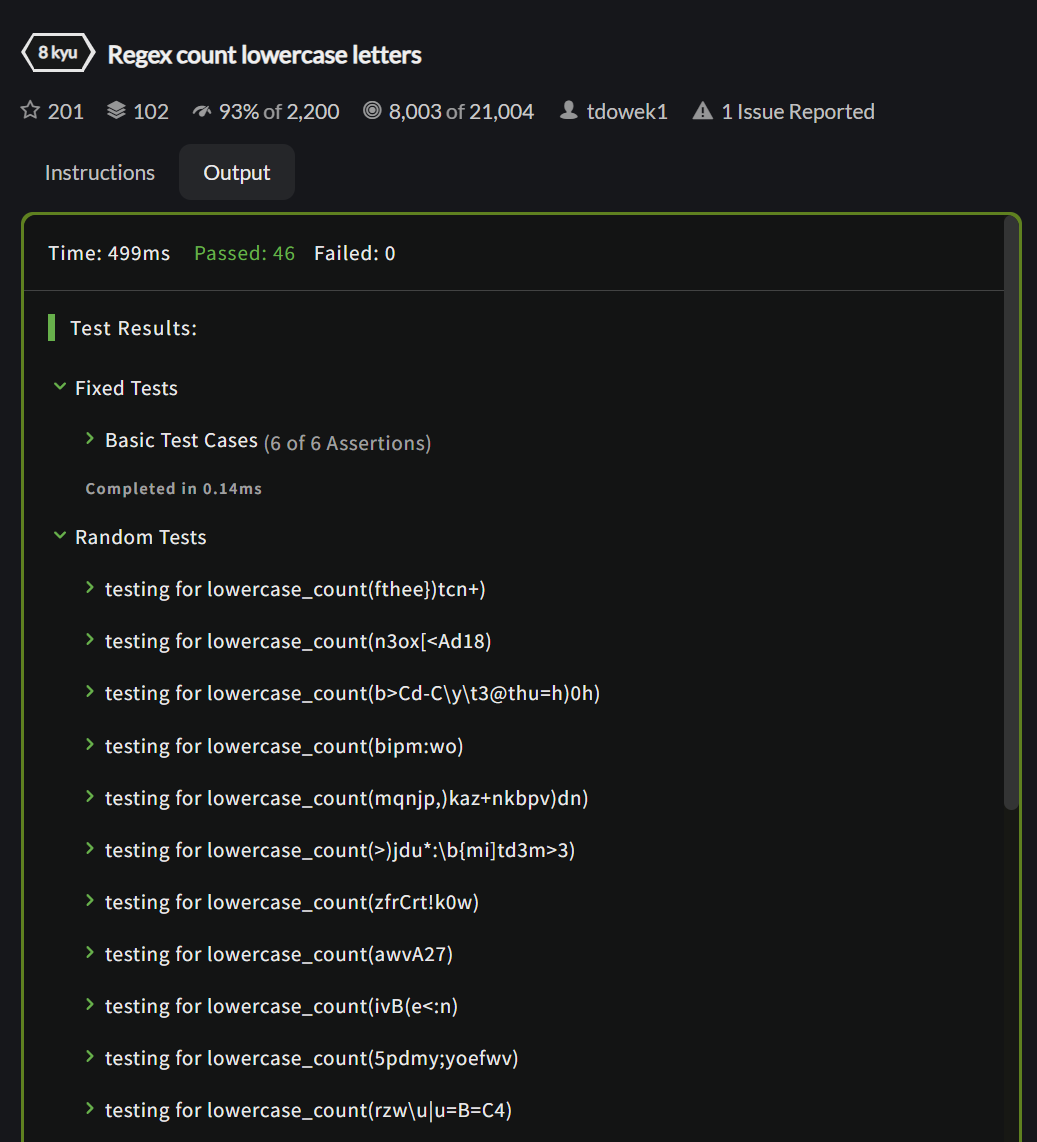 8 kyu Regex count lowercase letters
201 102 93% of 2,200 8,003 of 21,004 tdowek1 1 Issue Reported
Instructions Output
Time: 499ms Passed: 46 Failed: 0
Test Results:
Fixed Tests
Basic Test Cases (6 of 6 Assertions)
Completed in 0.14ms
Random Tests
testing for lowercase_count(fthee})tcn+)
testing for lowercase_count(n3ox[<Ad18)
testing for lowercase_count(b>Cd-C\y\t3@thu=h)0h)
testing for lowercase_count(bipm:wo)
testing for lowercase_count(mqnjp,)kaz+nkbpv)dn)
testing for lowercase_count(>)jdu*:\b{mi]td3m>3)
testing for lowercase_count(zfrCrt!k0w)
testing for lowercase_count(awvA27)
testing for lowercase_count(ivB(e<:n)
testing for lowercase_count(5pdmy;yoefwv)
testing for lowercase_count(rzw\u|u=B=C4)